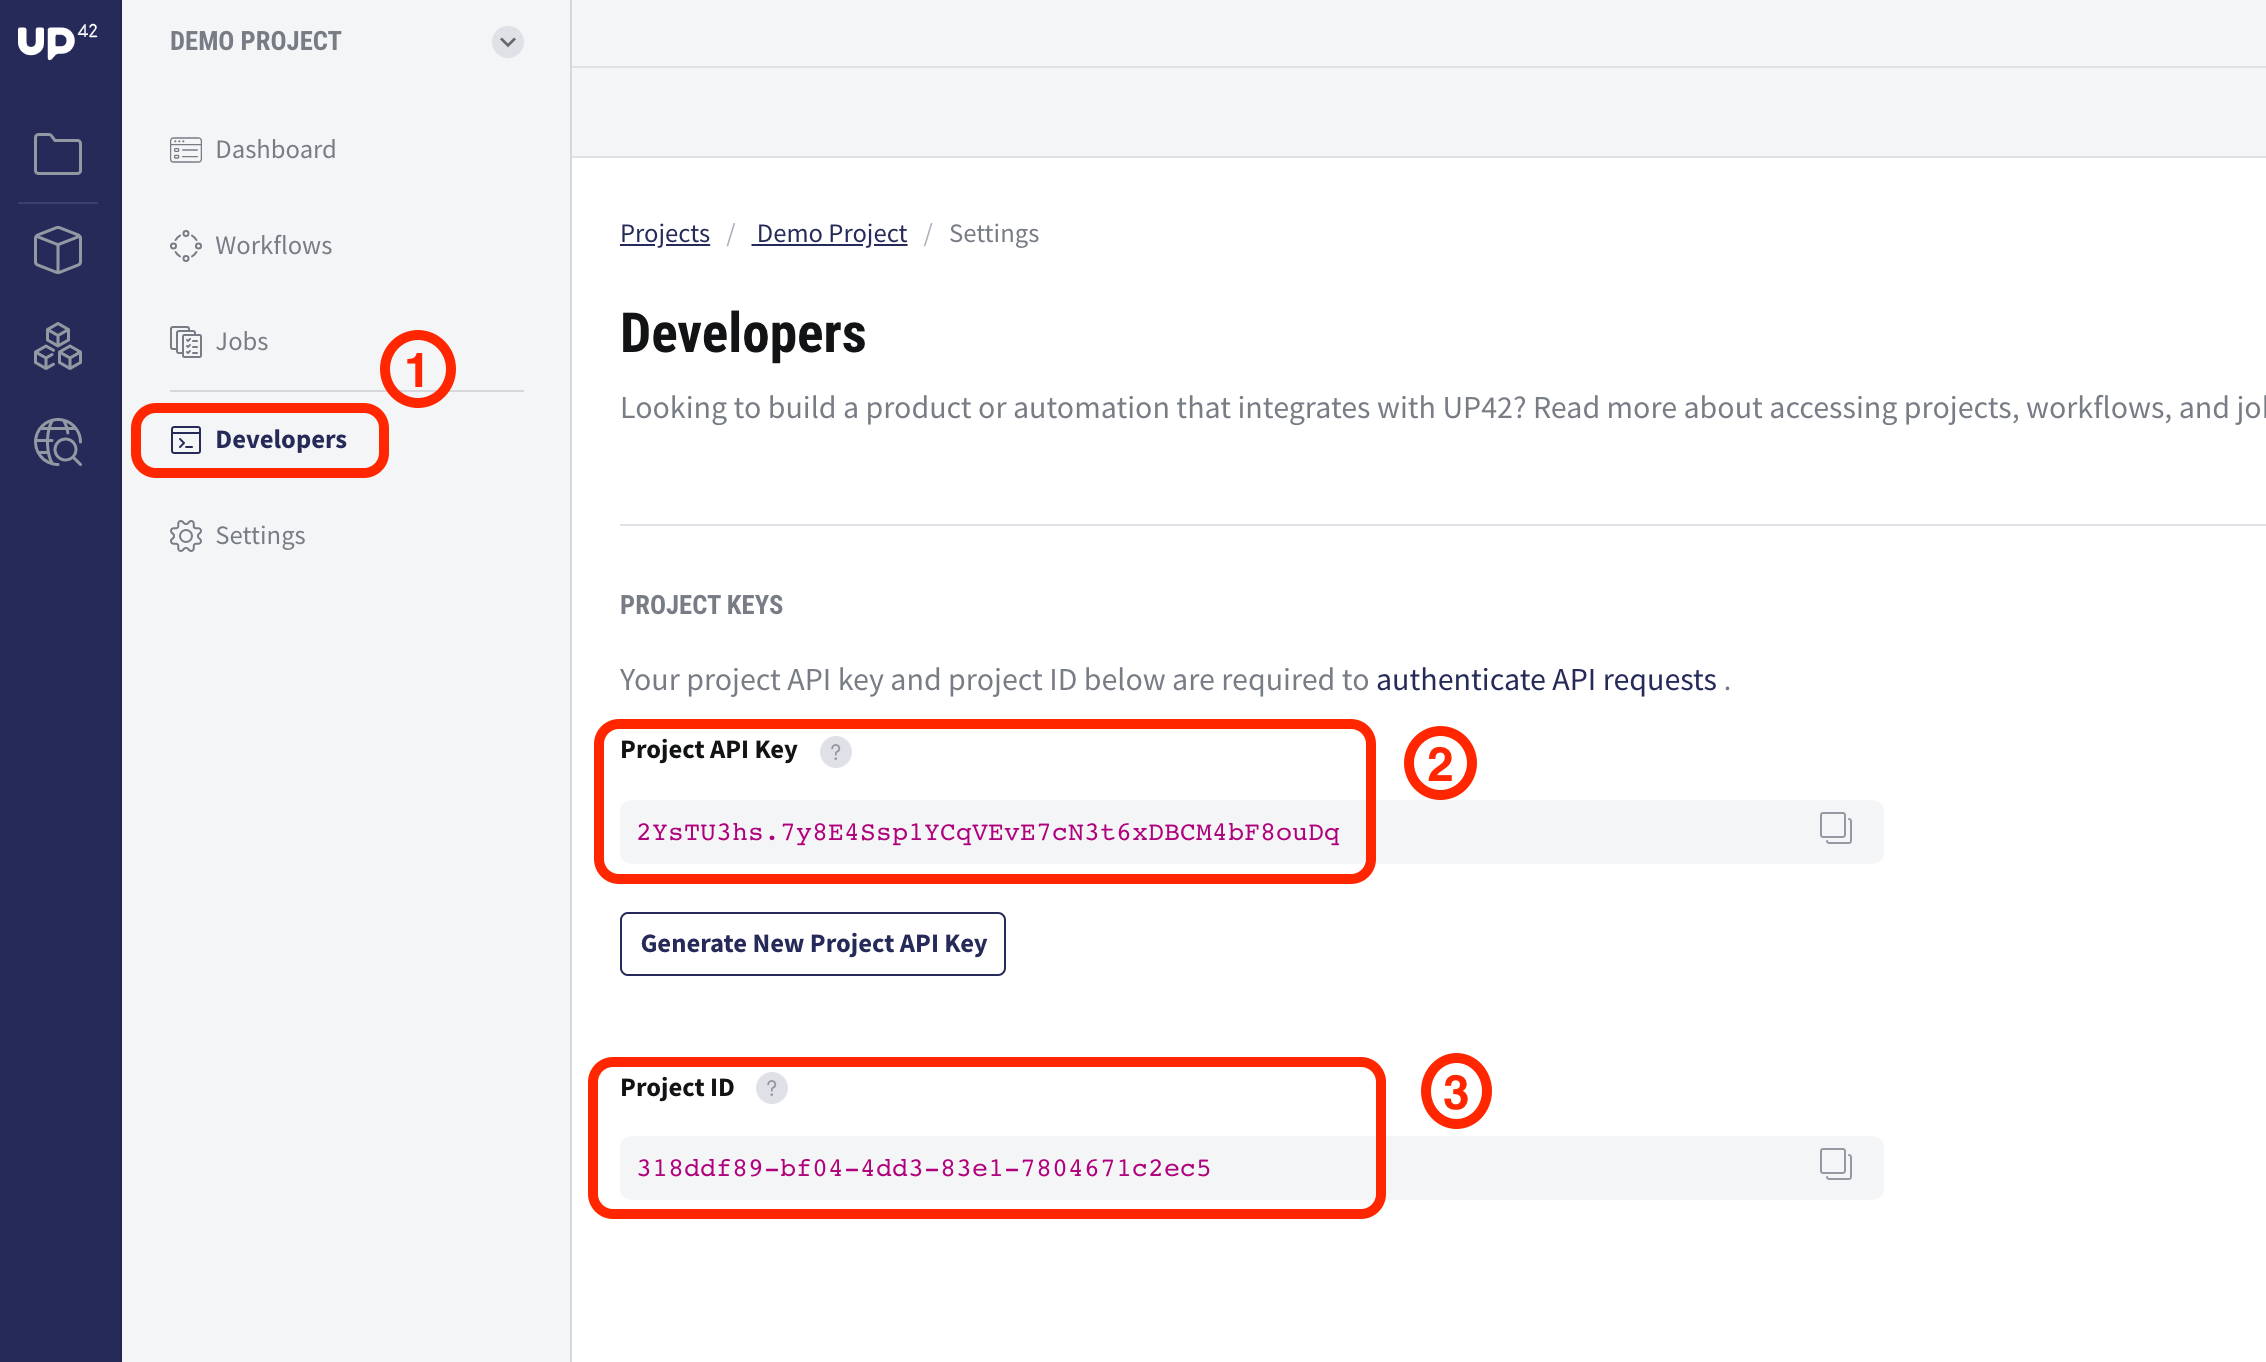 UP42
DEMO PROJECT
Dashboard
Workflows
Jobs
1
Developers
Settings
Projects / Demo Project / Settings
Developers
Looking to build a product or automation that integrates with UP42? Read more about accessing projects, workflows, and
PROJECT KEYS
Your project API key and project ID below are required to authenticate API requests .
Project API Key ?
2
2YsTU3hs.7y8E4Ssp1YCqVEvE7cN3t6xDBCM4bF8ouDq
Generate New Project API Key
Project ID ?
3
318ddf89-bf04-4dd3-83e1-7804671c2ec5